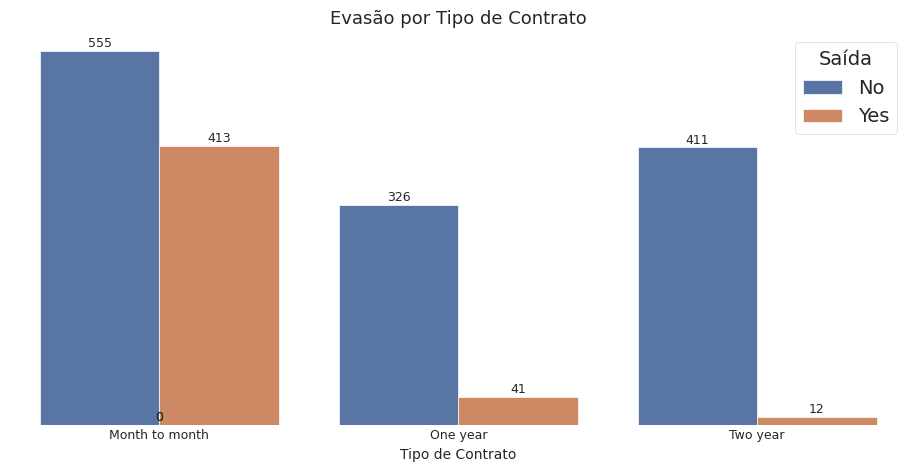 Evasão por Tipo de Contrato
Saída
No
Yes
555
413
326
41
411
12
0
Month to month
One year
Two year
Tipo de Contrato